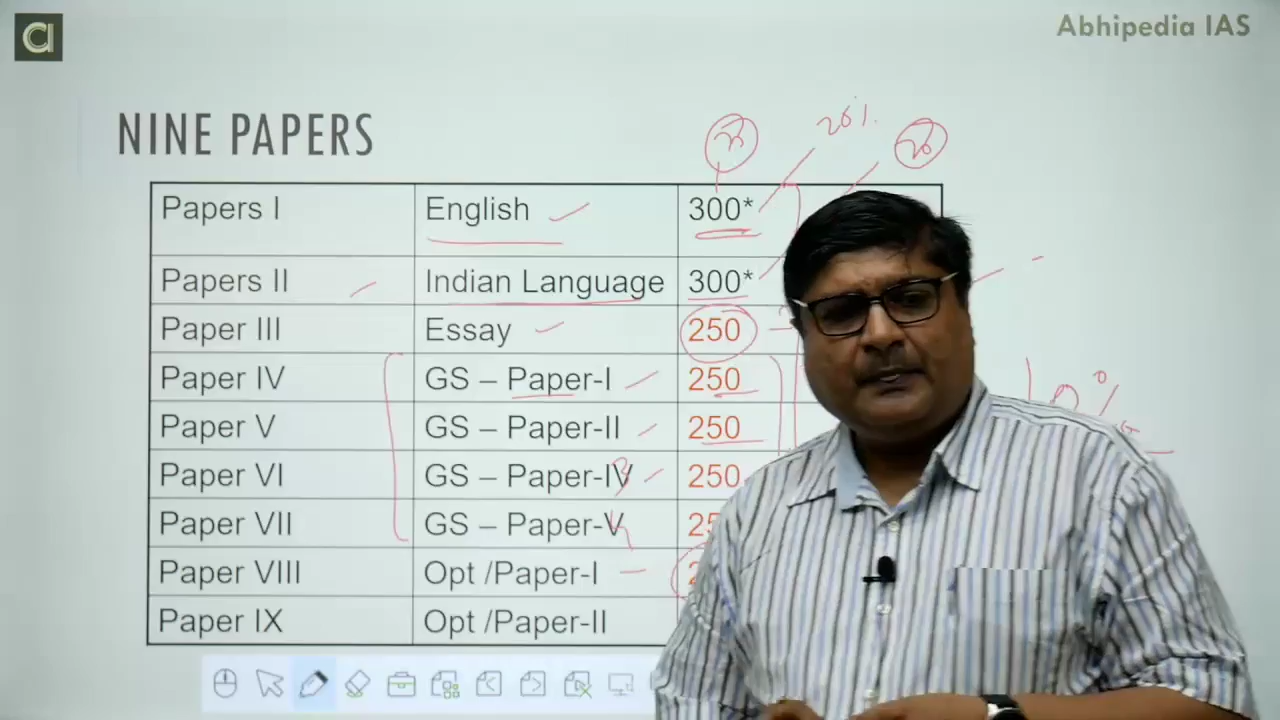 Abhipedia IAS
NINE PAPERS
25%
Papers I English 300*
Papers II Indian Language 300*
Paper III Essay 250
Paper IV GS – Paper-I 250
Paper V GS – Paper-II 250
Paper VI GS – Paper-IV 250
Paper VII GS – Paper-V
Paper VIII Opt /Paper-I
Paper IX Opt /Paper-II